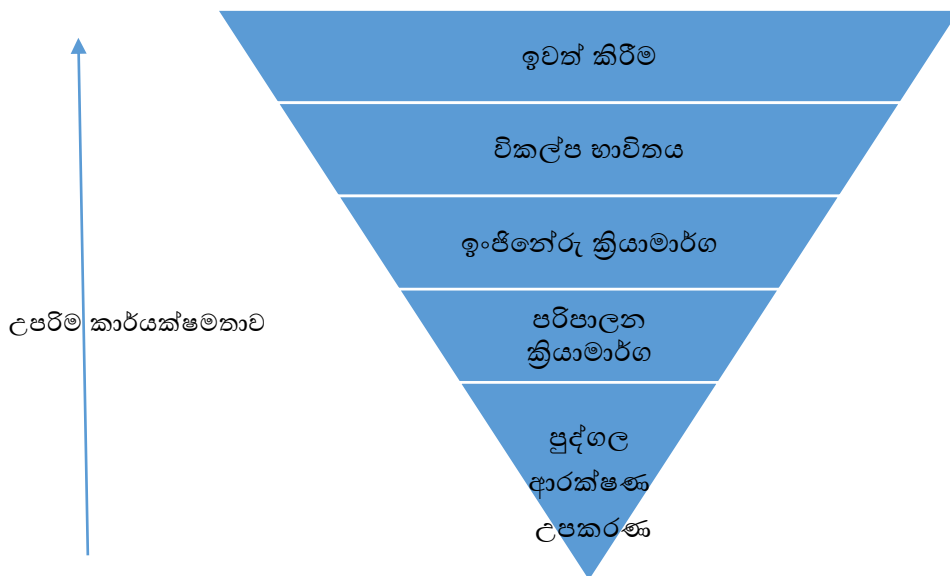 ඉවත් කිරීම
විකල්ප භාවිතය
ඉංජිනේරු ක්‍රියාමාර්ග
උපරිම කාර්යක්ෂමතාව
පරිපාලන
ක්‍රියාමාර්ග
පුද්ගල
ආරක්ෂණ
උපකරණ